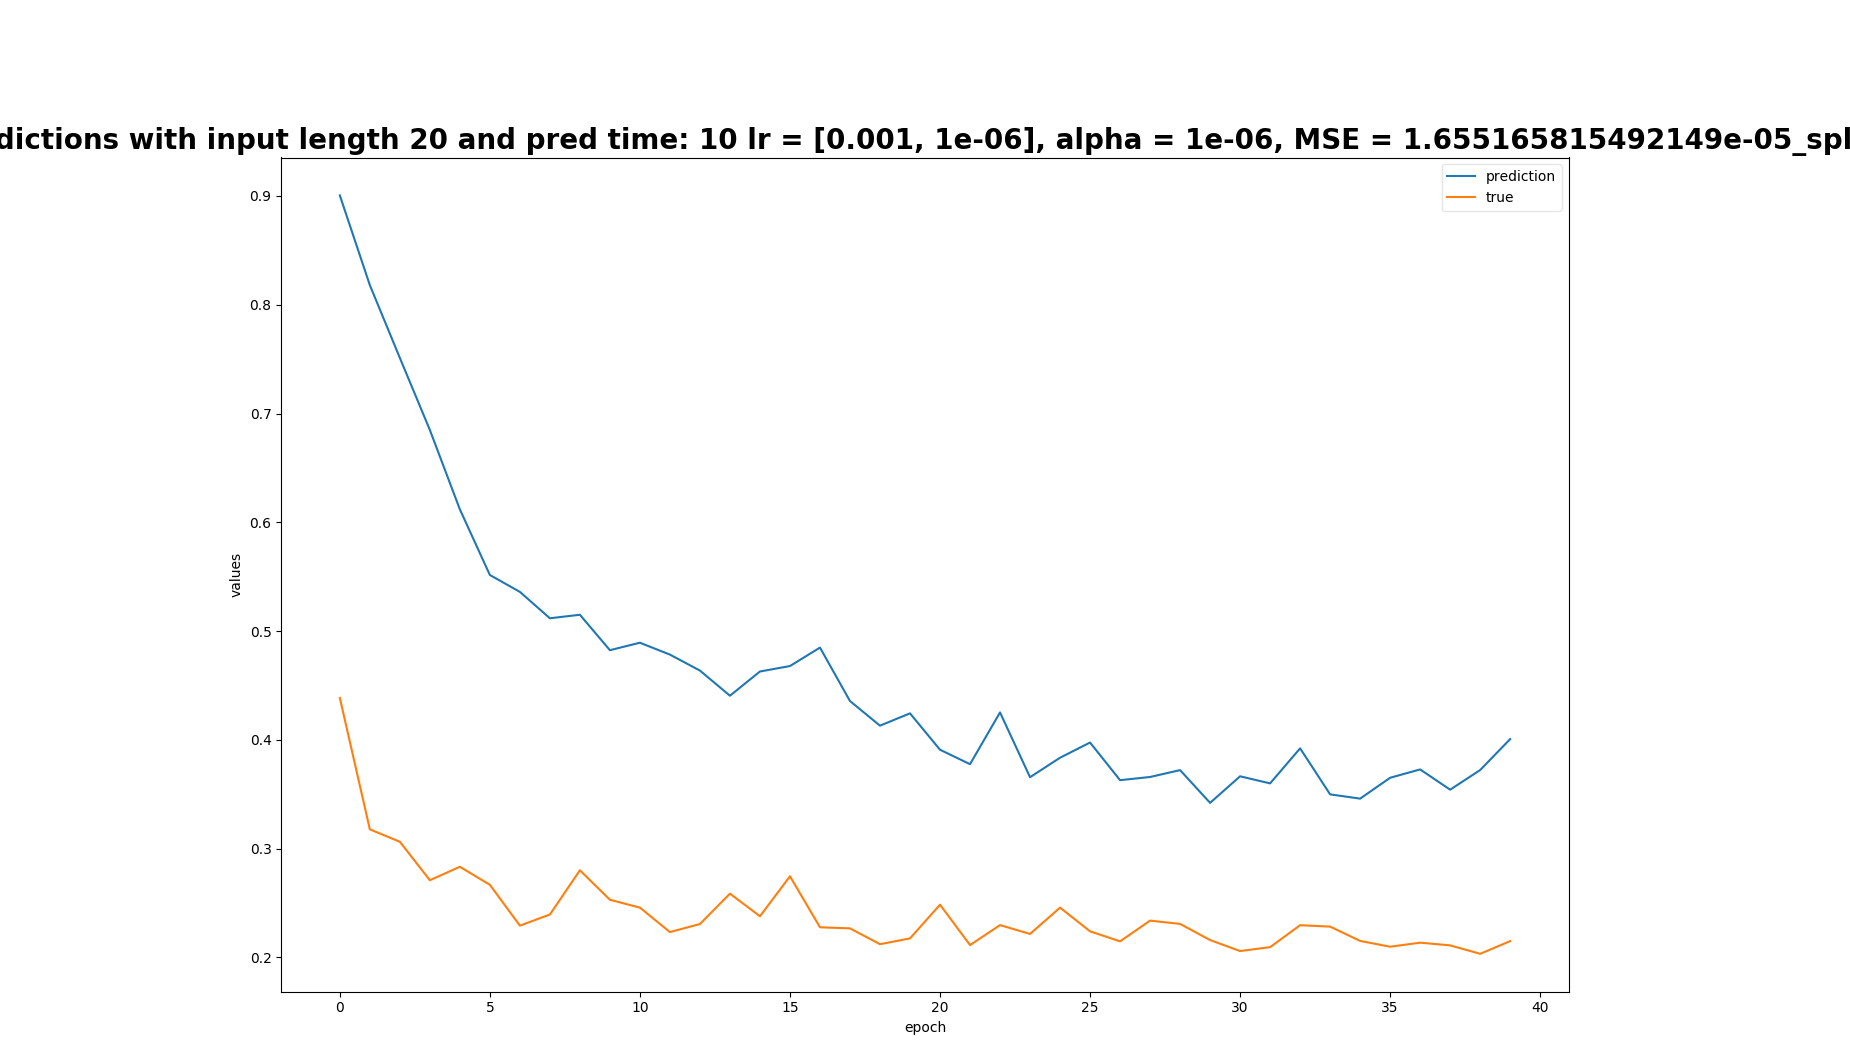 dictions with input length 20 and pred time: 10 lr = [0.001, 1e-06], alpha = 1e-06, MSE = 1.655165815492149e-05_spl
prediction
true
0.9
0.8
0.7
0.6
0.5
0.4
0.3
0.2
values
0 5 10 15 20 25 30 35 40
epoch